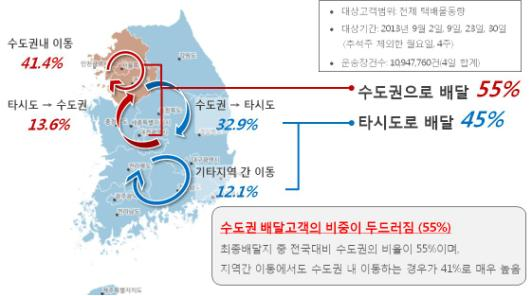 • 대상고객범위: 전체 택배물동량
• 대상기간: 2013년 9월 2일, 9일, 23일, 30일
(추석주 제외한 월요일, 4주)
• 운송장건수: 10,947,760건(4일 합계)
수도권내 이동
41.4%
타시도 → 수도권
13.6%
수도권 → 타시도
32.9%
기타지역 간 이동
12.1%
수도권으로 배달 55%
타시도로 배달 45%
수도권 배달고객의 비중이 두드러짐 (55%)
최종배달지 중 전국대비 수도권의 비율이 55%이며,
지역간 이동에서도 수도권 내 이동하는 경우가 41%로 매우 높음
제주특별자치도